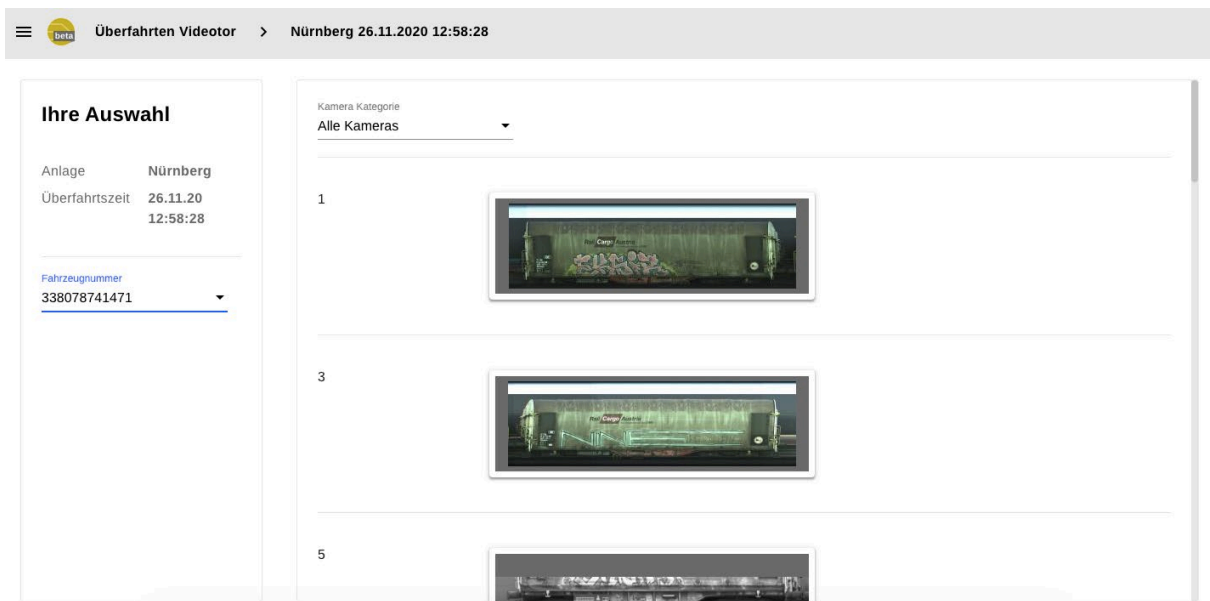 beta
Überfahrten Videotor > Nürnberg 26.11.2020 12:58:28
Ihre Auswahl
Anlage Nürnberg
Überfahrtszeit 26.11.20
12:58:28
Fahrzeugnummer
338078741471
Kamera Kategorie
Alle Kameras
1
Rail Cargo Austria
3
Rail Cargo Austria
5